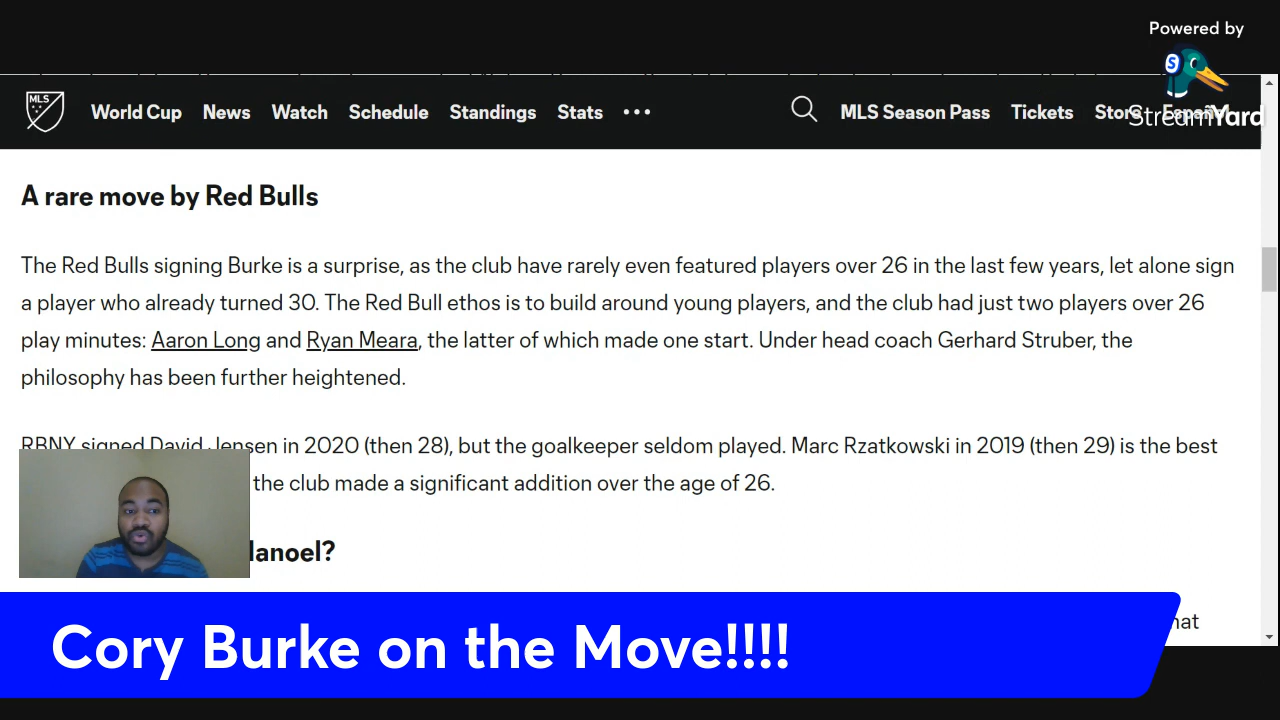 Powered by
S
StreamYard
MLS
World Cup News Watch Schedule Standings Stats ••• MLS Season Pass Tickets Store Español
A rare move by Red Bulls
The Red Bulls signing Burke is a surprise, as the club have rarely even featured players over 26 in the last few years, let alone sign
a player who already turned 30. The Red Bull ethos is to build around young players, and the club had just two players over 26
play minutes: Aaron Long and Ryan Meara, the latter of which made one start. Under head coach Gerhard Struber, the
philosophy has been further heightened.
RBNY signed David Jensen in 2020 (then 28), but the goalkeeper seldom played. Marc Rzatkowski in 2019 (then 29) is the best
the club made a significant addition over the age of 26.
anoel?
hat
Cory Burke on the Move!!!!